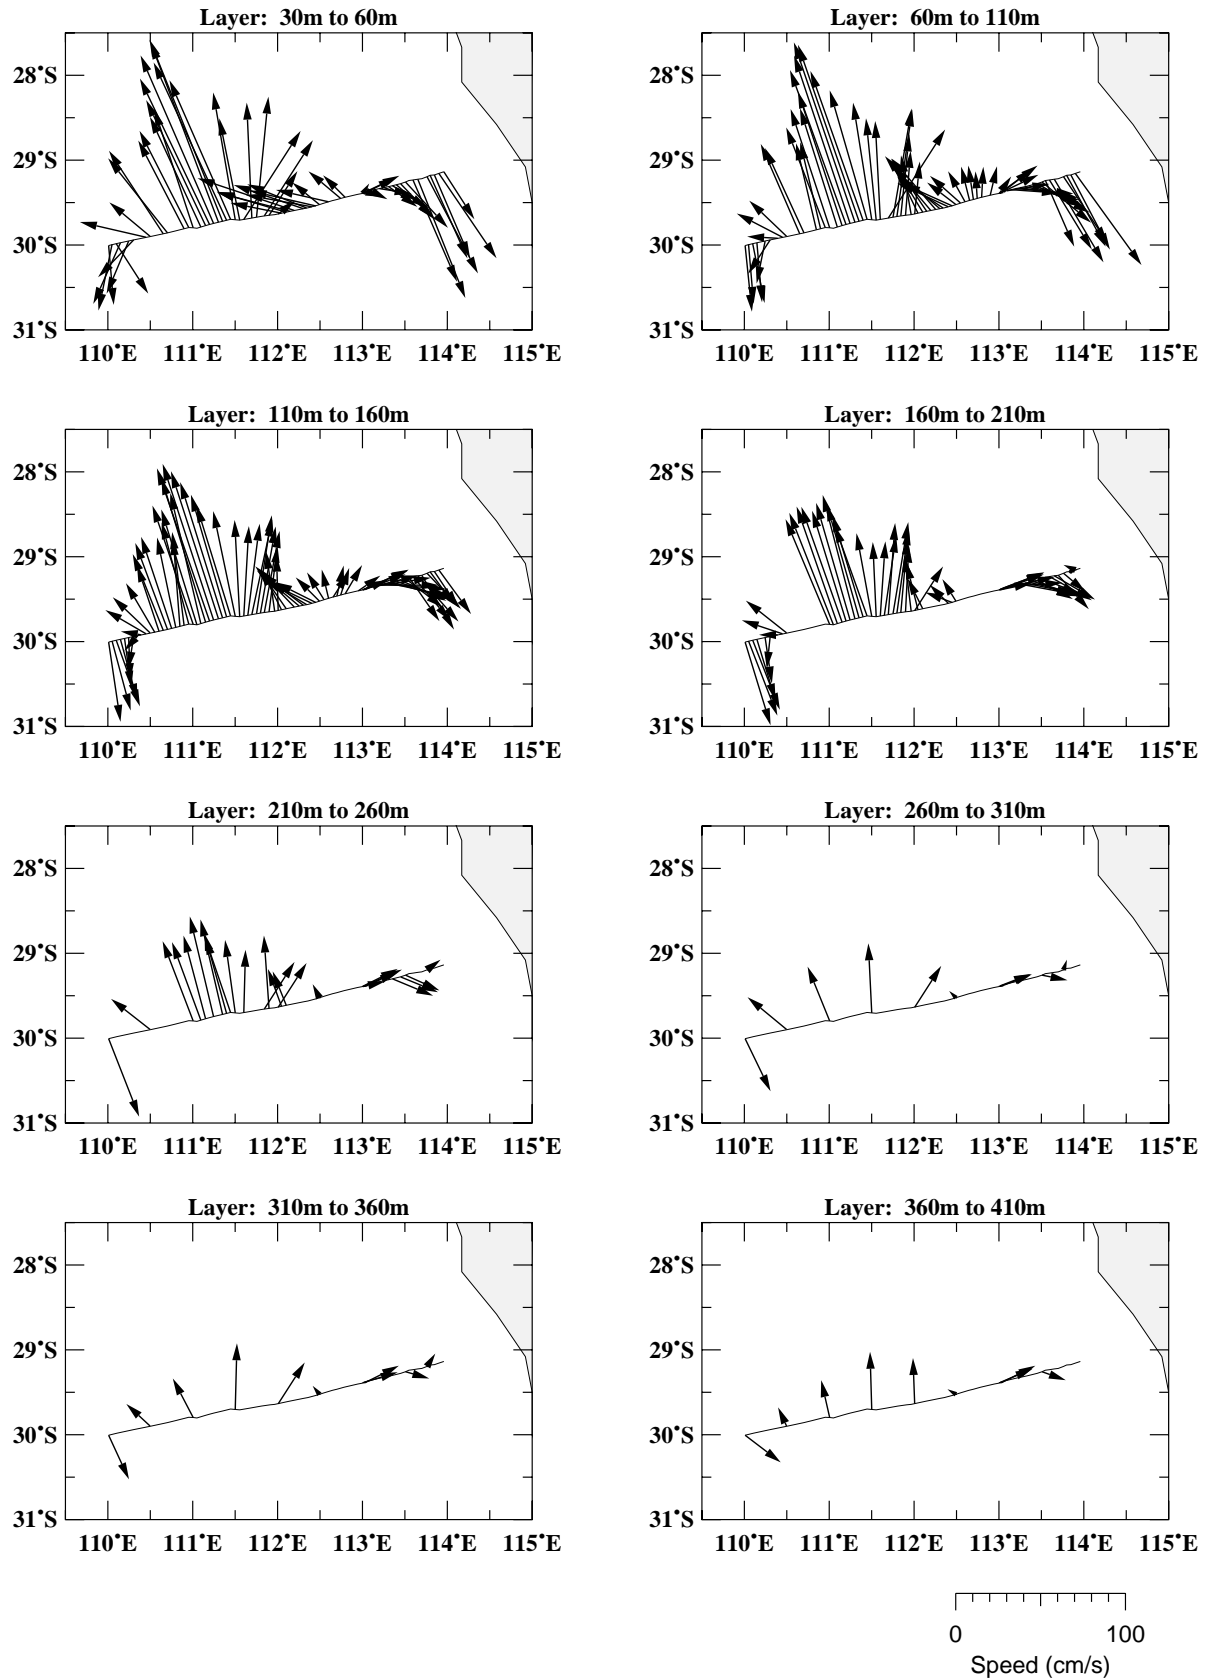 Layer:  30m to 60m
28°S
29°S
30°S
31°S
110°E 111°E 112°E 113°E 114°E 115°E
Layer:  60m to 110m
28°S
29°S
30°S
31°S
110°E 111°E 112°E 113°E 114°E 115°E
Layer:  110m to 160m
28°S
29°S
30°S
31°S
110°E 111°E 112°E 113°E 114°E 115°E
Layer:  160m to 210m
28°S
29°S
30°S
31°S
110°E 111°E 112°E 113°E 114°E 115°E
Layer:  210m to 260m
28°S
29°S
30°S
31°S
110°E 111°E 112°E 113°E 114°E 115°E
Layer:  260m to 310m
28°S
29°S
30°S
31°S
110°E 111°E 112°E 113°E 114°E 115°E
Layer:  310m to 360m
28°S
29°S
30°S
31°S
110°E 111°E 112°E 113°E 114°E 115°E
Layer:  360m to 410m
28°S
29°S
30°S
31°S
110°E 111°E 112°E 113°E 114°E 115°E
0 100
Speed (cm/s)